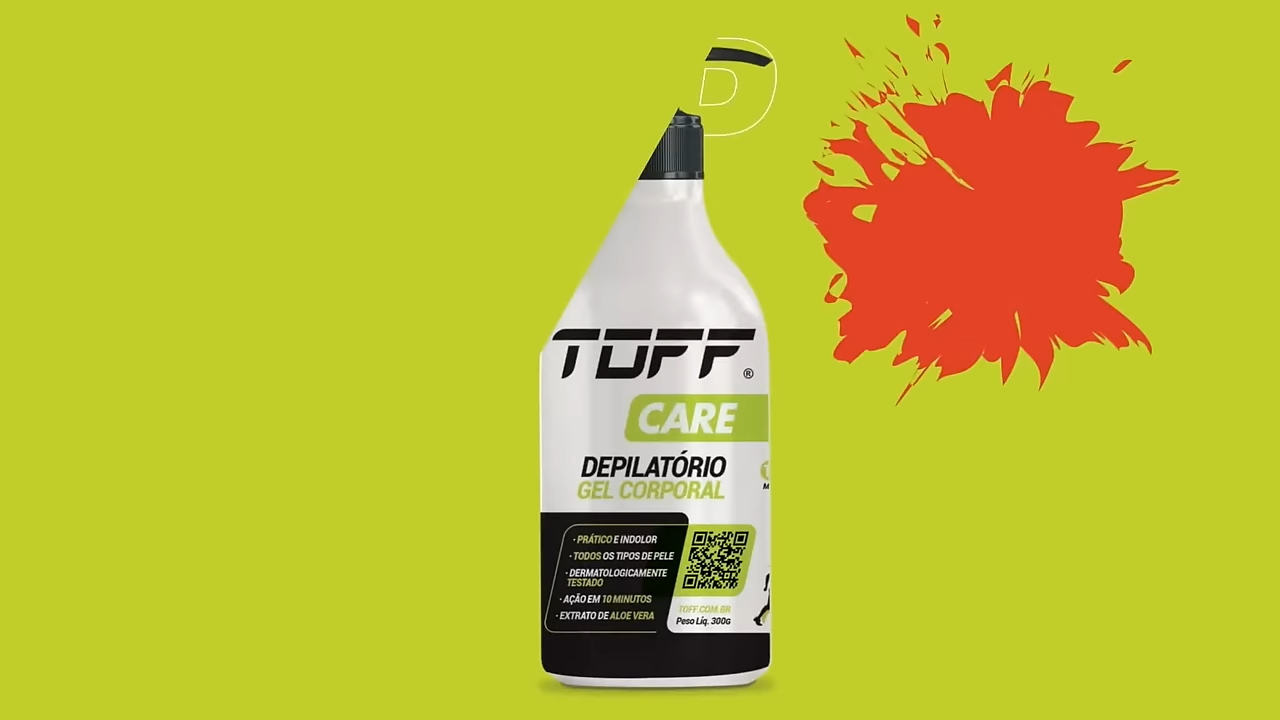 D
TOFF®
CARE
DEPILATÓRIO
GEL CORPORAL
· PRÁTICO E INDOLOR
· TODOS OS TIPOS DE PELE
· DERMATOLOGICAMENTE
TESTADO
· AÇÃO EM 10 MINUTOS
· EXTRATO DE ALOE VERA
TOFF.COM.BR
Peso Líq. 300g